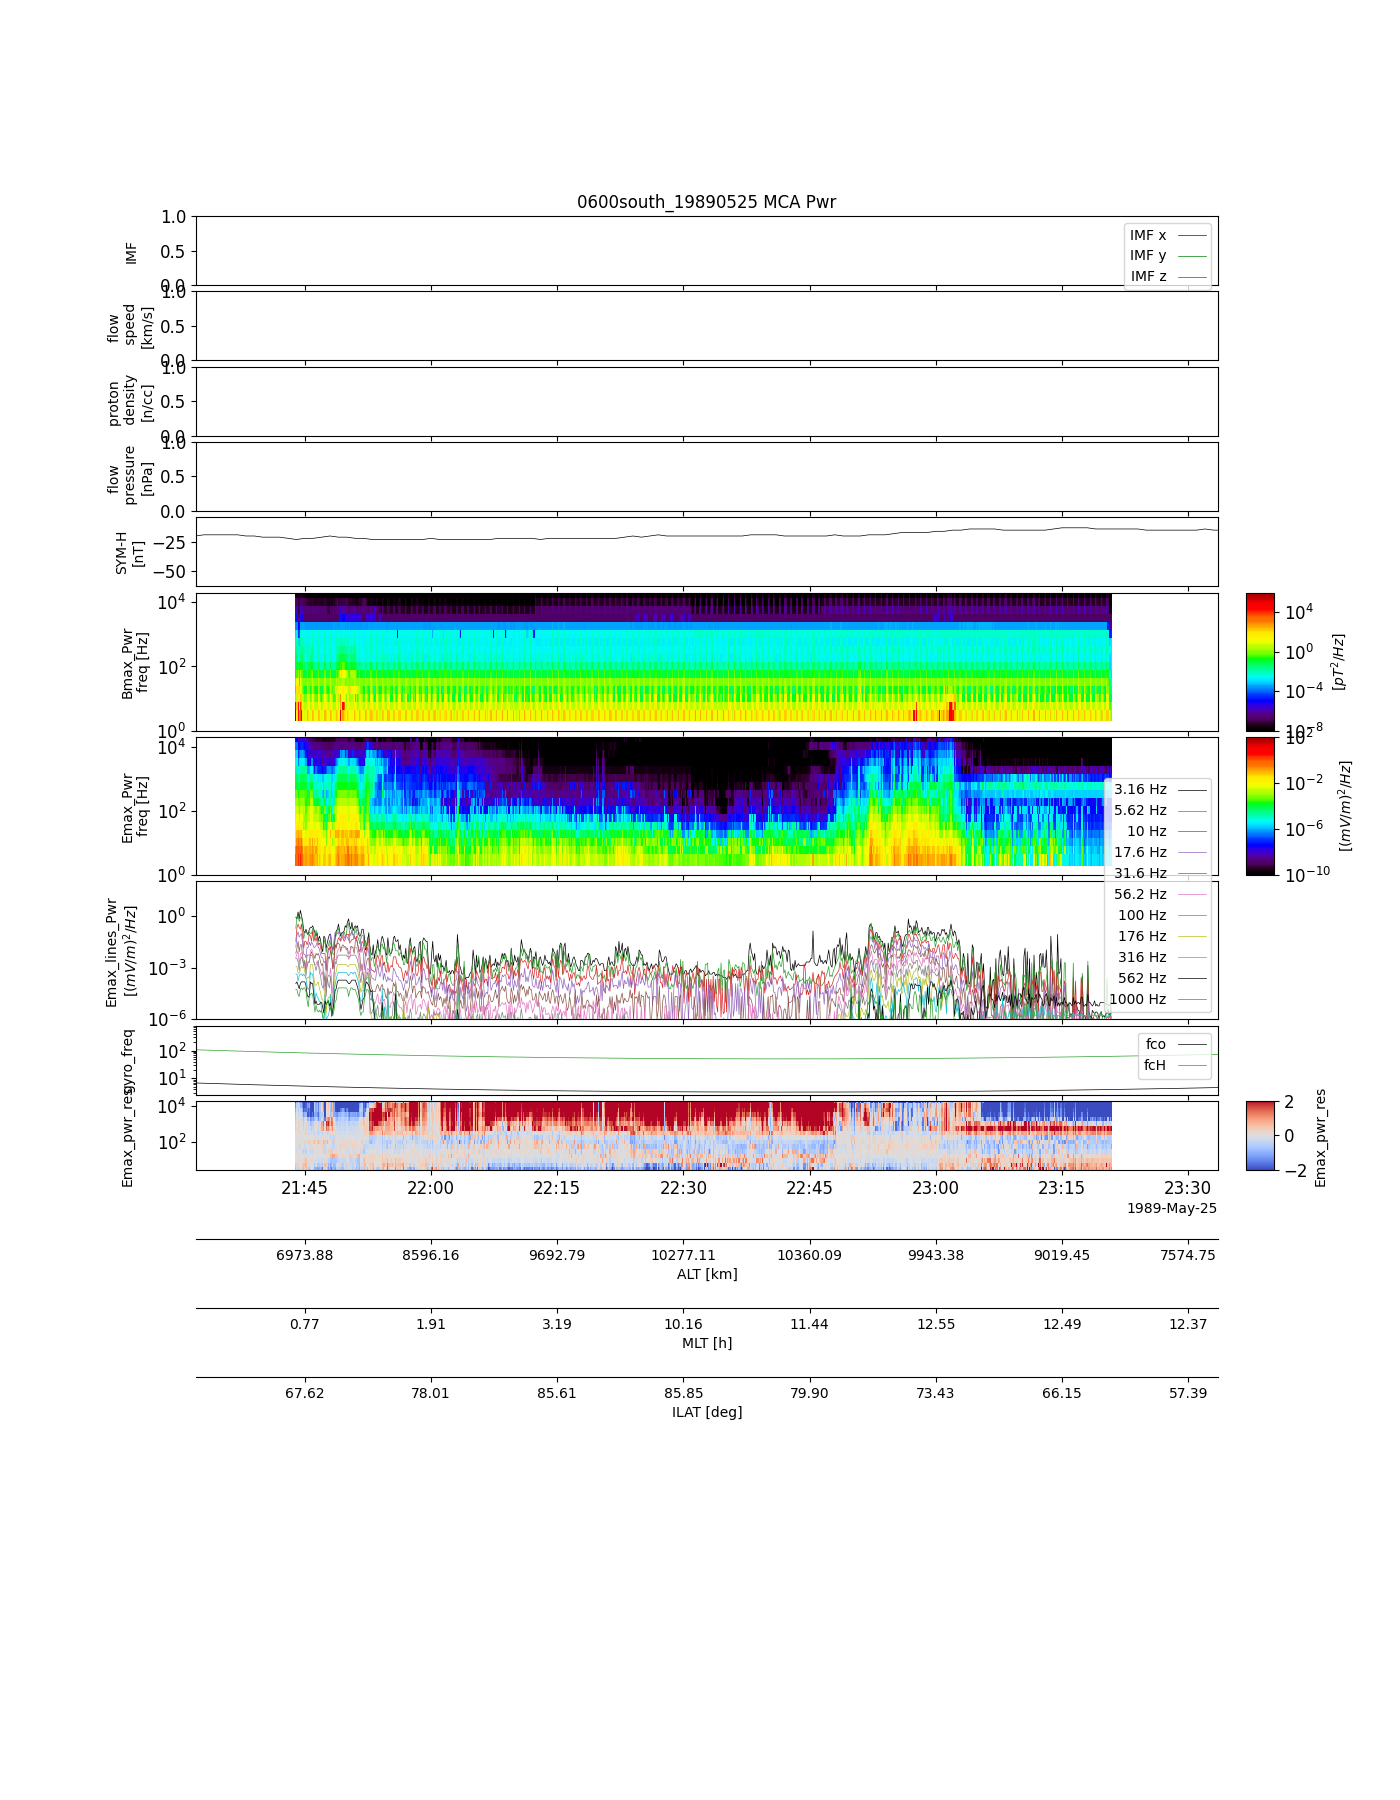 0600south_19890525 MCA Pwr
IMF
1.0
0.5
0.0
IMF x
IMF y
IMF z
flow
speed
[km/s]
1.0
0.5
0.0
proton
density
[n/cc]
1.0
0.5
0.0
flow
pressure
[nPa]
1.0
0.5
0.0
SYM-H
[nT]
−25
−50
Bmax_Pwr
freq [Hz]
10^4
10^2
10^0
10^4
10^0
10^−4
10^−8
[pT^2/Hz]
Emax_Pwr
freq [Hz]
10^4
10^2
10^0
10^2
10^−2
10^−6
10^−10
[(mV/m)^2/Hz]
3.16 Hz
5.62 Hz
10 Hz
17.6 Hz
31.6 Hz
56.2 Hz
100 Hz
176 Hz
316 Hz
562 Hz
1000 Hz
Emax_lines_Pwr
[(mV/m)^2/Hz]
10^0
10^−3
10^−6
gyro_freq
10^2
10^1
fco
fcH
Emax_pwr_res
10^4
10^2
2
0
−2
Emax_pwr_res
21:45 22:00 22:15 22:30 22:45 23:00 23:15 23:30
1989-May-25
6973.88 8596.16 9692.79 10277.11 10360.09 9943.38 9019.45 7574.75
ALT [km]
0.77 1.91 3.19 10.16 11.44 12.55 12.49 12.37
MLT [h]
67.62 78.01 85.61 85.85 79.90 73.43 66.15 57.39
ILAT [deg]